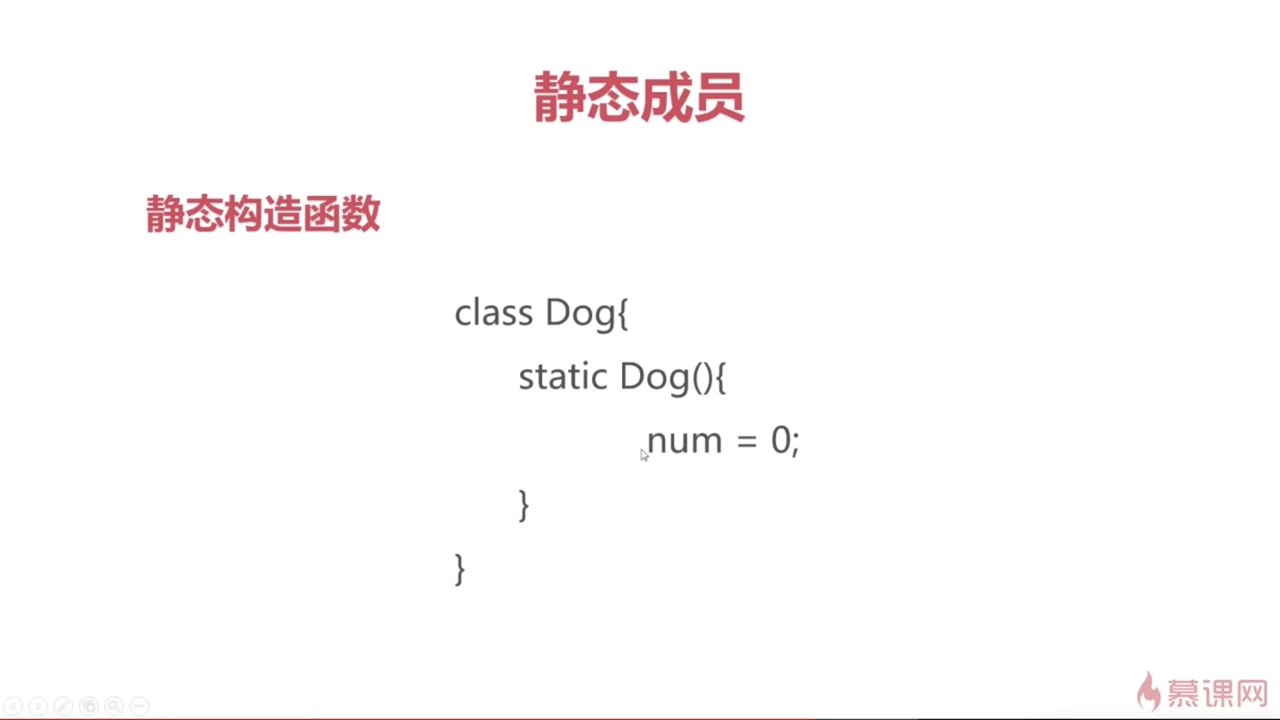 静态成员
静态构造函数
class Dog{
static Dog(){
num = 0;
}
}
慕课网